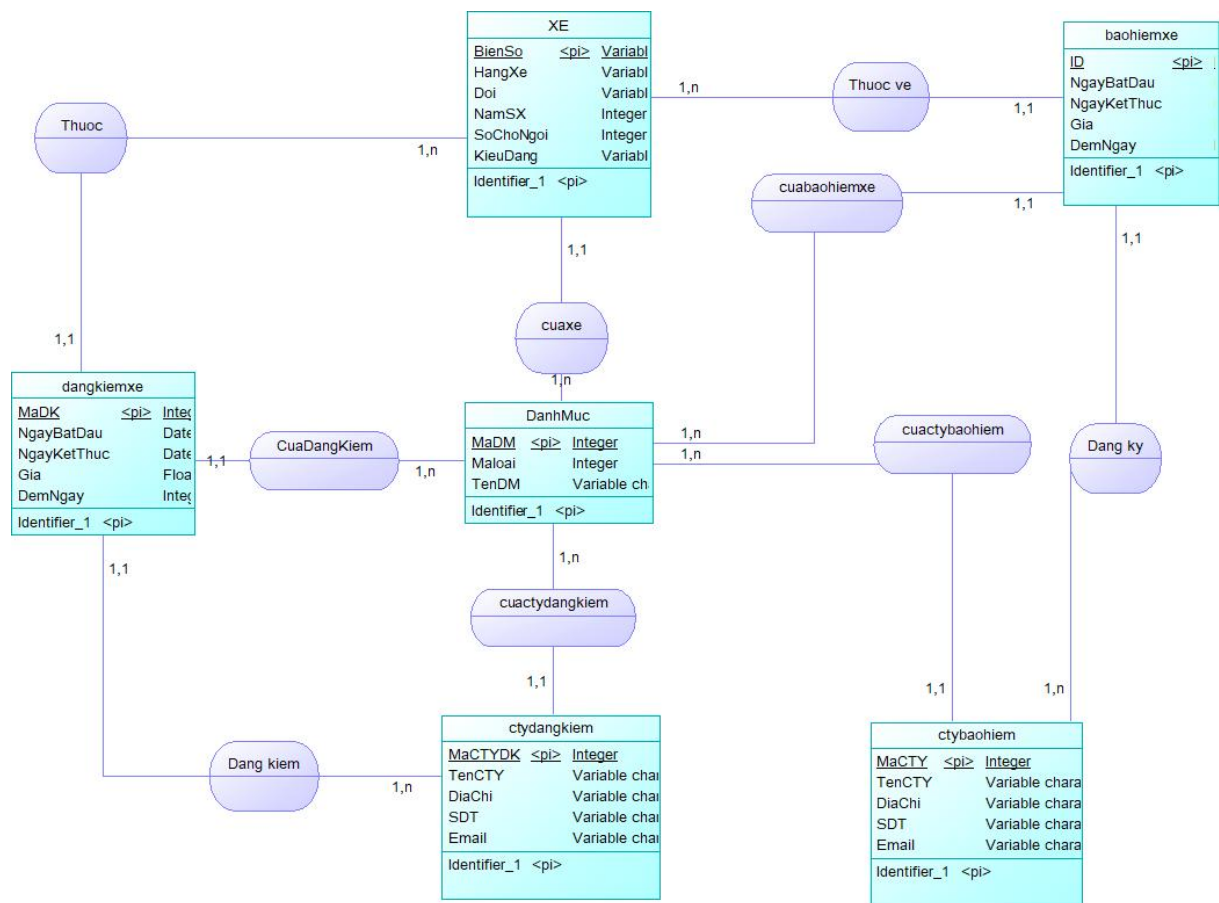 XE
BienSo <pi> Variabl
HangXe Variabl
Doi Variabl
NamSX Integer
SoChoNgoi Integer
KieuDang Variabl
Identifier_1 <pi>
baohiemxe
ID <pi>
NgayBatDau
NgayKetThuc
Gia
DemNgay
Identifier_1 <pi>
Thuoc ve
1,n
1,1
Thuoc
1,n
1,1
cuabaohiemxe
1,1
1,n
1,1
cuaxe
1,n
1,1
dangkiemxe
MaDK <pi> Integ
NgayBatDau Date
NgayKetThuc Date
Gia Floa
DemNgay Integ
Identifier_1 <pi>
1,1
CuaDangKiem
1,n
DanhMuc
MaDM <pi> Integer
Maloai Integer
TenDM Variable cha
Identifier_1 <pi>
1,n
cuactybaohiem
Dang ky
1,1
1,n
cuactydangkiem
1,1
1,1
1,n
Dang kiem
1,n
ctydangkiem
MaCTYDK <pi> Integer
TenCTY Variable chara
DiaChi Variable chara
SDT Variable chara
Email Variable chara
Identifier_1 <pi>
ctybaohiem
MaCTY <pi> Integer
TenCTY Variable chara
DiaChi Variable chara
SDT Variable chara
Email Variable chara
Identifier_1 <pi>